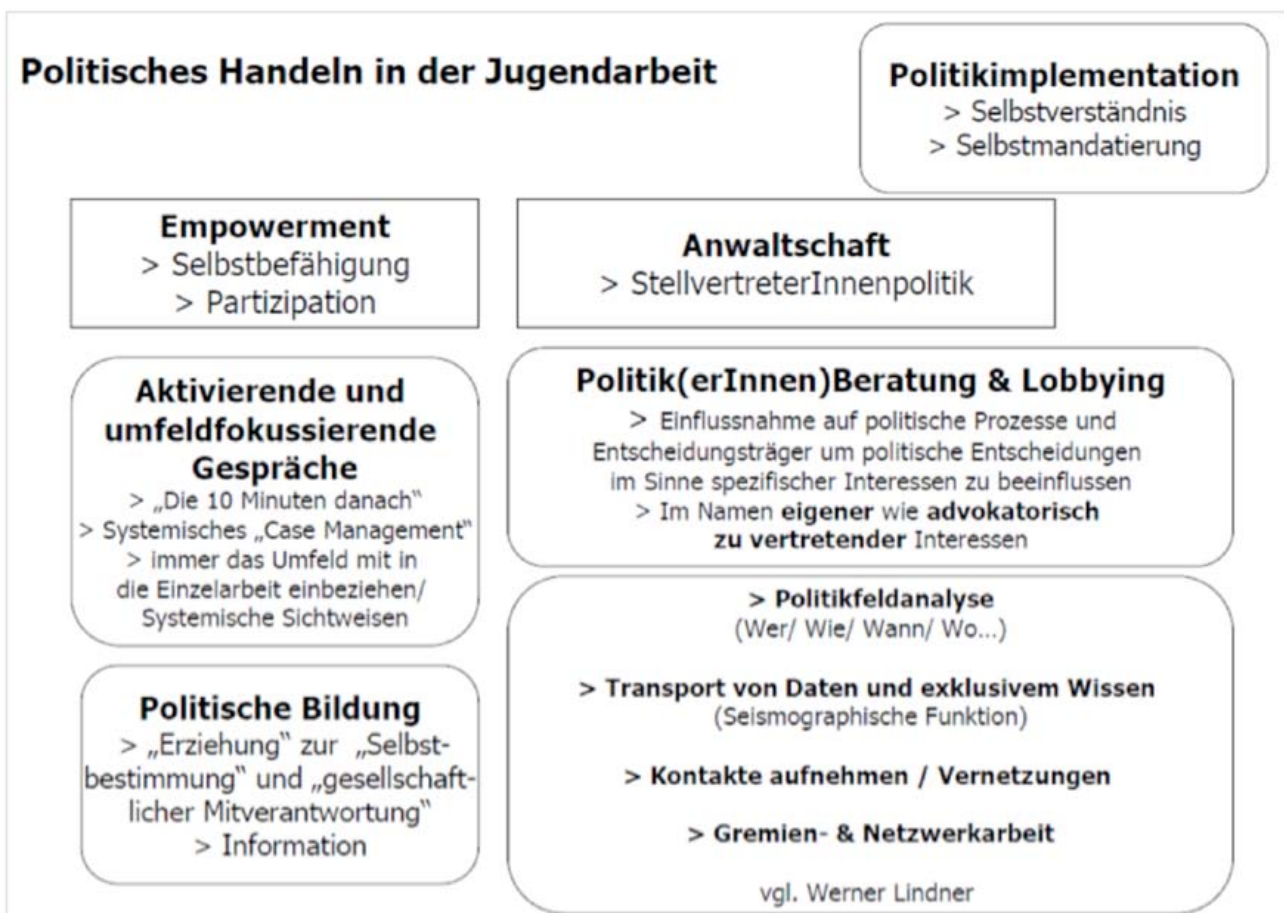 Politisches Handeln in der Jugendarbeit
Politikimplementation
> Selbstverständnis
> Selbstmandatierung
Empowerment
> Selbstbefähigung
> Partizipation
Anwaltschaft
> StellvertreterInnenpolitik
Aktivierende und
umfeldfokussierende
Gespräche
> „Die 10 Minuten danach“
> Systemisches „Case Management“
> immer das Umfeld mit in
die Einzelarbeit einbeziehen/
Systemische Sichtweisen
Politische Bildung
> „Erziehung“ zur „Selbst-
bestimmung“ und „gesellschaft-
licher Mitverantwortung“
> Information
Politik(erInnen)Beratung & Lobbying
> Einflussnahme auf politische Prozesse und
Entscheidungsträger um politische Entscheidungen
im Sinne spezifischer Interessen zu beeinflussen
> Im Namen eigener wie advokatorisch
zu vertretender Interessen
> Politikfeldanalyse
(Wer/ Wie/ Wann/ Wo...)
> Transport von Daten und exklusivem Wissen
(Seismographische Funktion)
> Kontakte aufnehmen / Vernetzungen
> Gremien- & Netzwerkarbeit
vgl. Werner Lindner